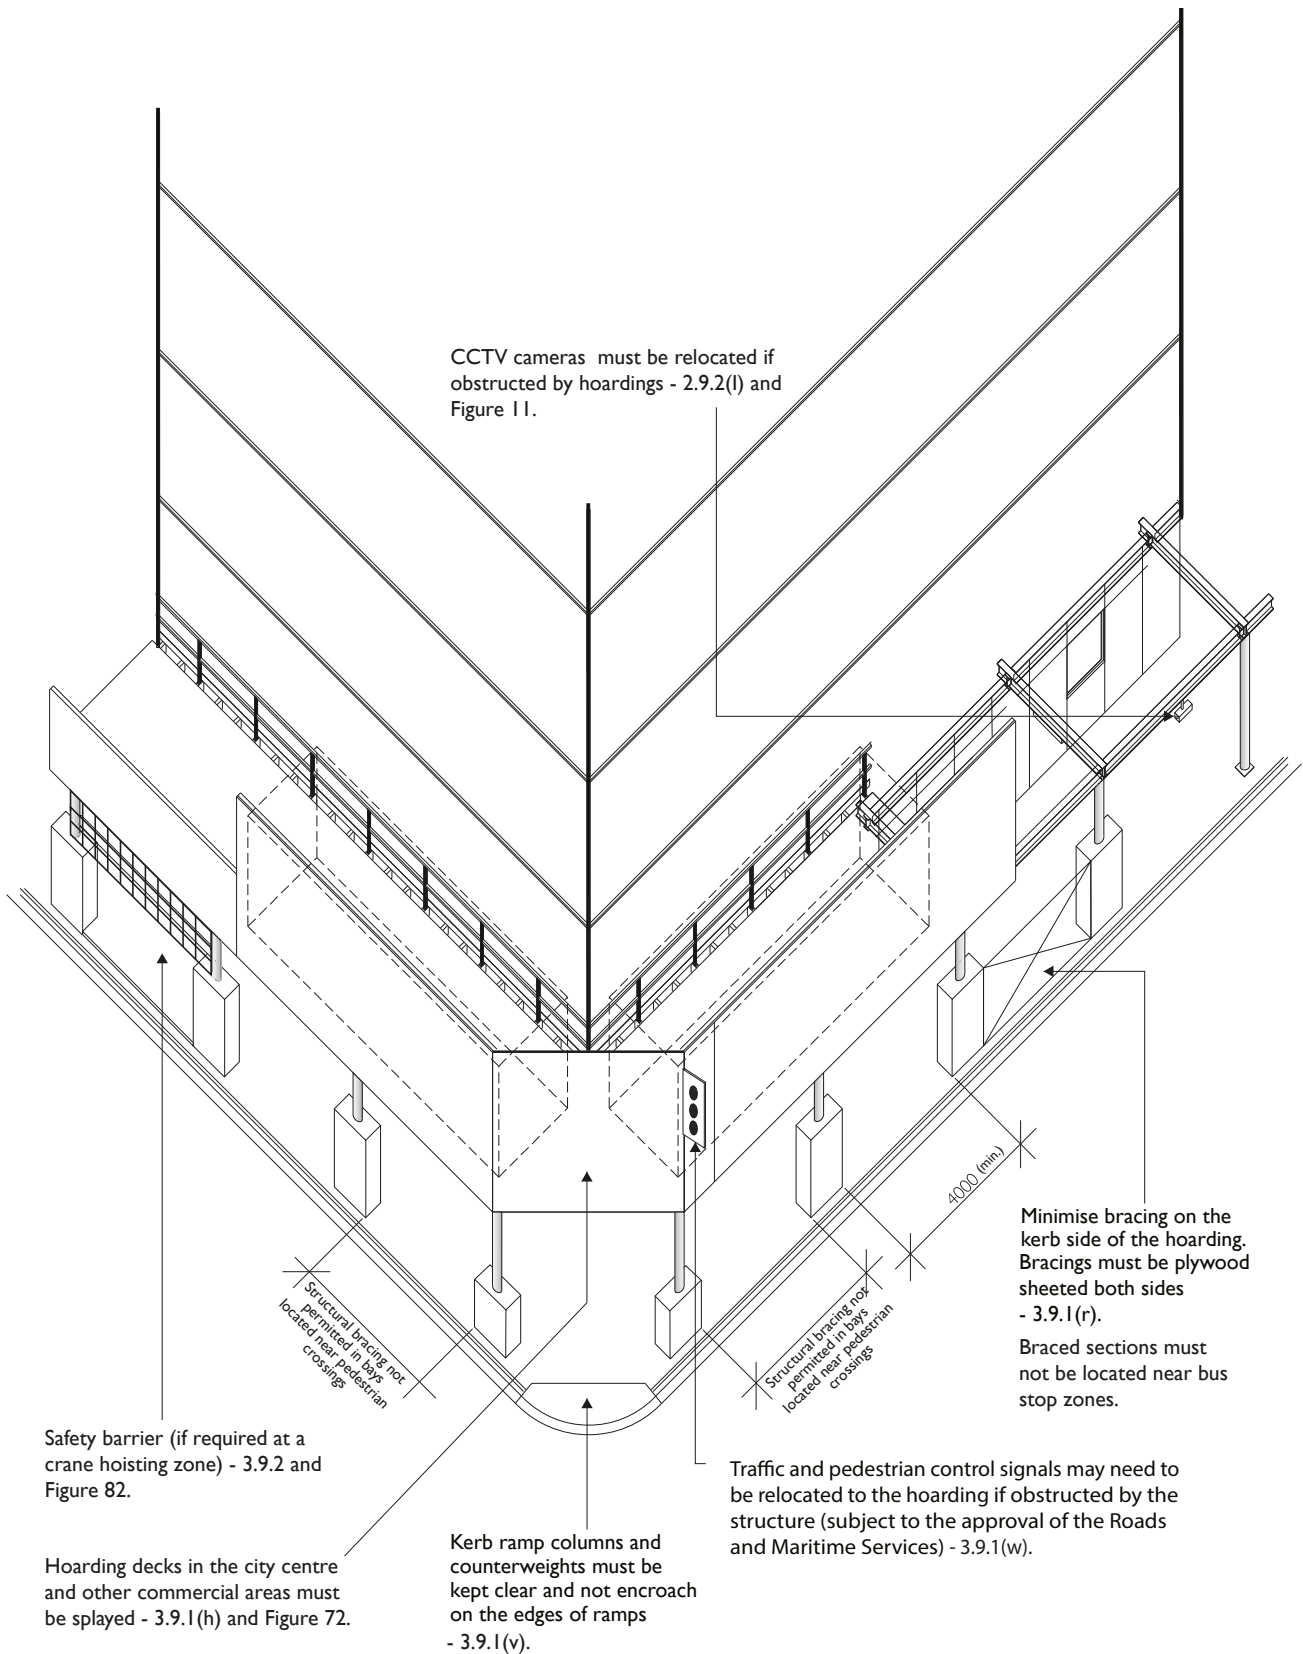 CCTV cameras  must be relocated if
obstructed by hoardings - 2.9.2(l) and
Figure 11.
4000 (min.)
Minimise bracing on the
kerb side of the hoarding.
Bracings must be plywood
sheeted both sides
- 3.9.1(r).
Braced sections must
not be located near bus
stop zones.
Structural bracing not
permitted in bays
located near pedestrian
crossings
Structural bracing not
permitted in bays
located near pedestrian
crossings
Safety barrier (if required at a
crane hoisting zone) - 3.9.2 and
Figure 82.
Traffic and pedestrian control signals may need to
be relocated to the hoarding if obstructed by the
structure (subject to the approval of the Roads
and Maritime Services) - 3.9.1(w).
Kerb ramp columns and
counterweights must be
kept clear and not encroach
on the edges of ramps
- 3.9.1(v).
Hoarding decks in the city centre
and other commercial areas must
be splayed - 3.9.1(h) and Figure 72.